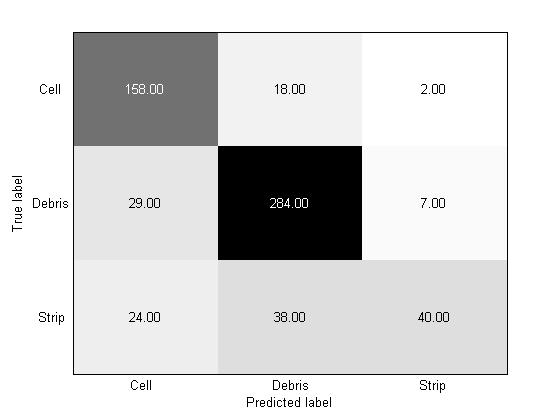 Cell 158.00 18.00 2.00
True label
Debris 29.00 284.00 7.00
Strip 24.00 38.00 40.00
Cell Debris Strip
Predicted label